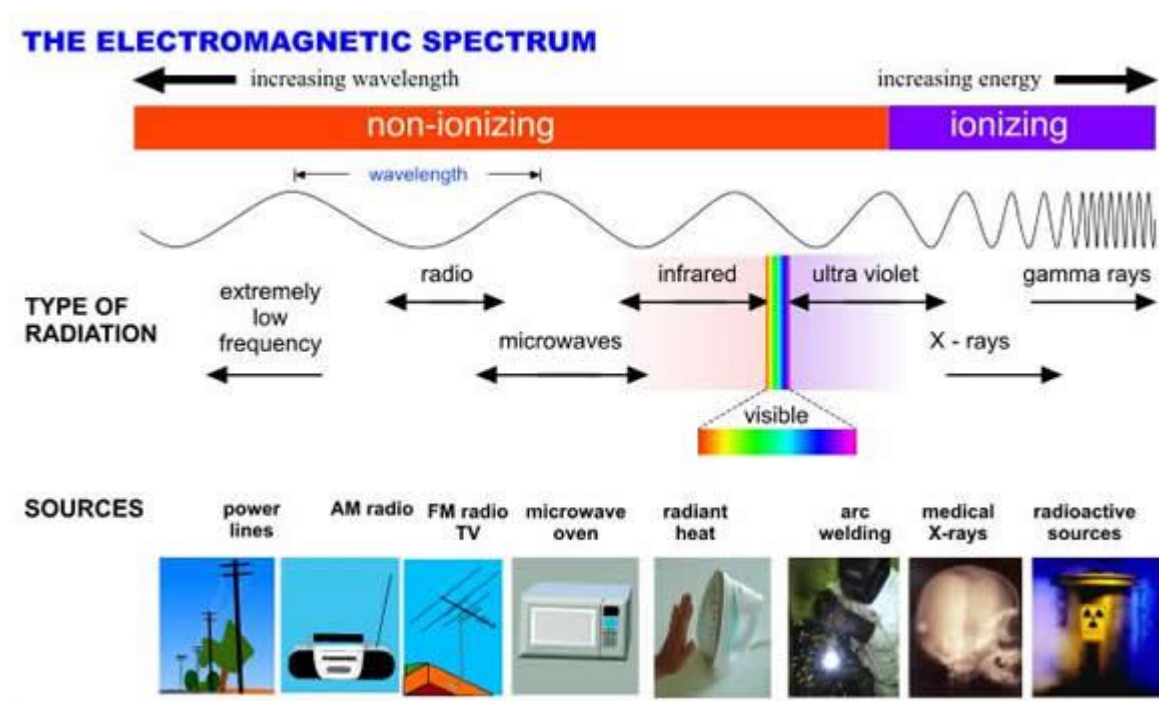 THE ELECTROMAGNETIC SPECTRUM
increasing wavelength
increasing energy
non-ionizing
ionizing
wavelength
TYPE OF
RADIATION
extremely
low
frequency
radio
microwaves
infrared
visible
ultra violet
X - rays
gamma rays
SOURCES
power
lines
AM radio
FM radio
TV
microwave
oven
radiant
heat
arc
welding
medical
X-rays
radioactive
sources